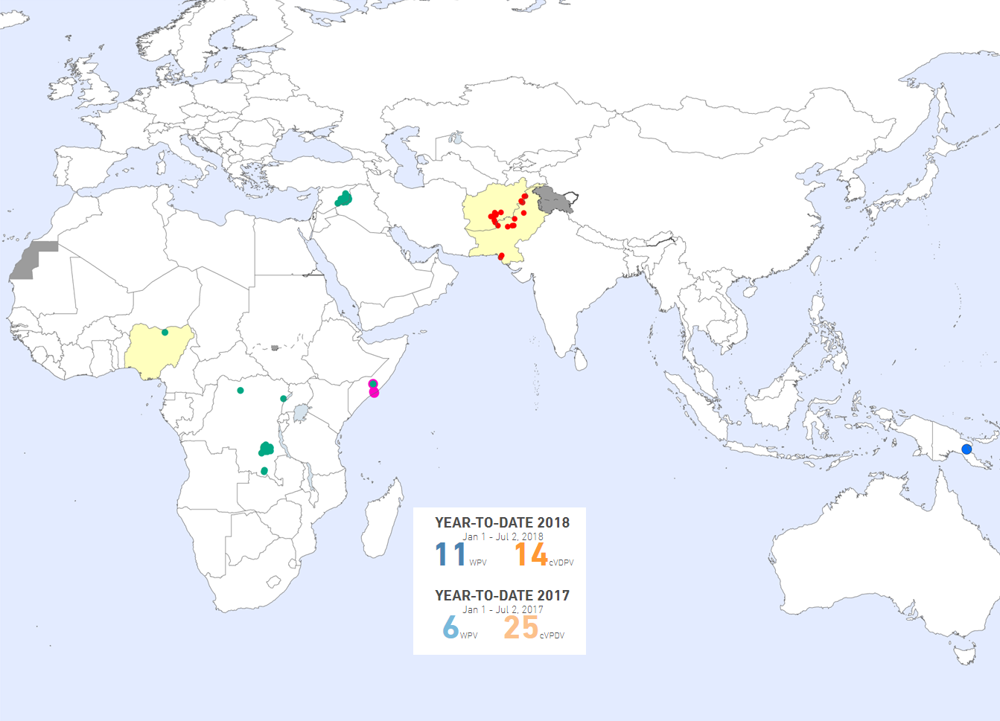 YEAR-TO-DATE 2018
Jan 1 - Jul 2, 2018
11 WPV 14 cVDPV
YEAR-TO-DATE 2017
Jan 1 - Jul 2, 2017
6 WPV 25 cVPDV